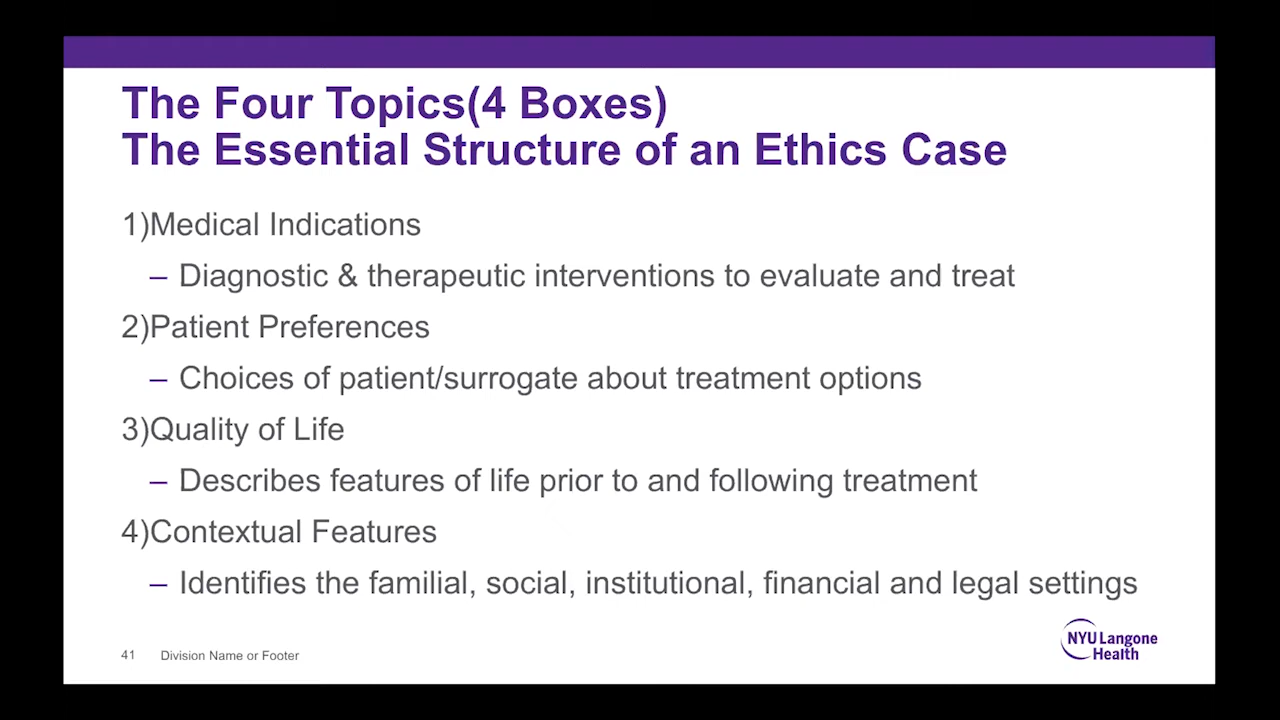 The Four Topics(4 Boxes)
The Essential Structure of an Ethics Case
1)Medical Indications
– Diagnostic & therapeutic interventions to evaluate and treat
2)Patient Preferences
– Choices of patient/surrogate about treatment options
3)Quality of Life
– Describes features of life prior to and following treatment
4)Contextual Features
– Identifies the familial, social, institutional, financial and legal settings
41 Division Name or Footer
NYU Langone
Health